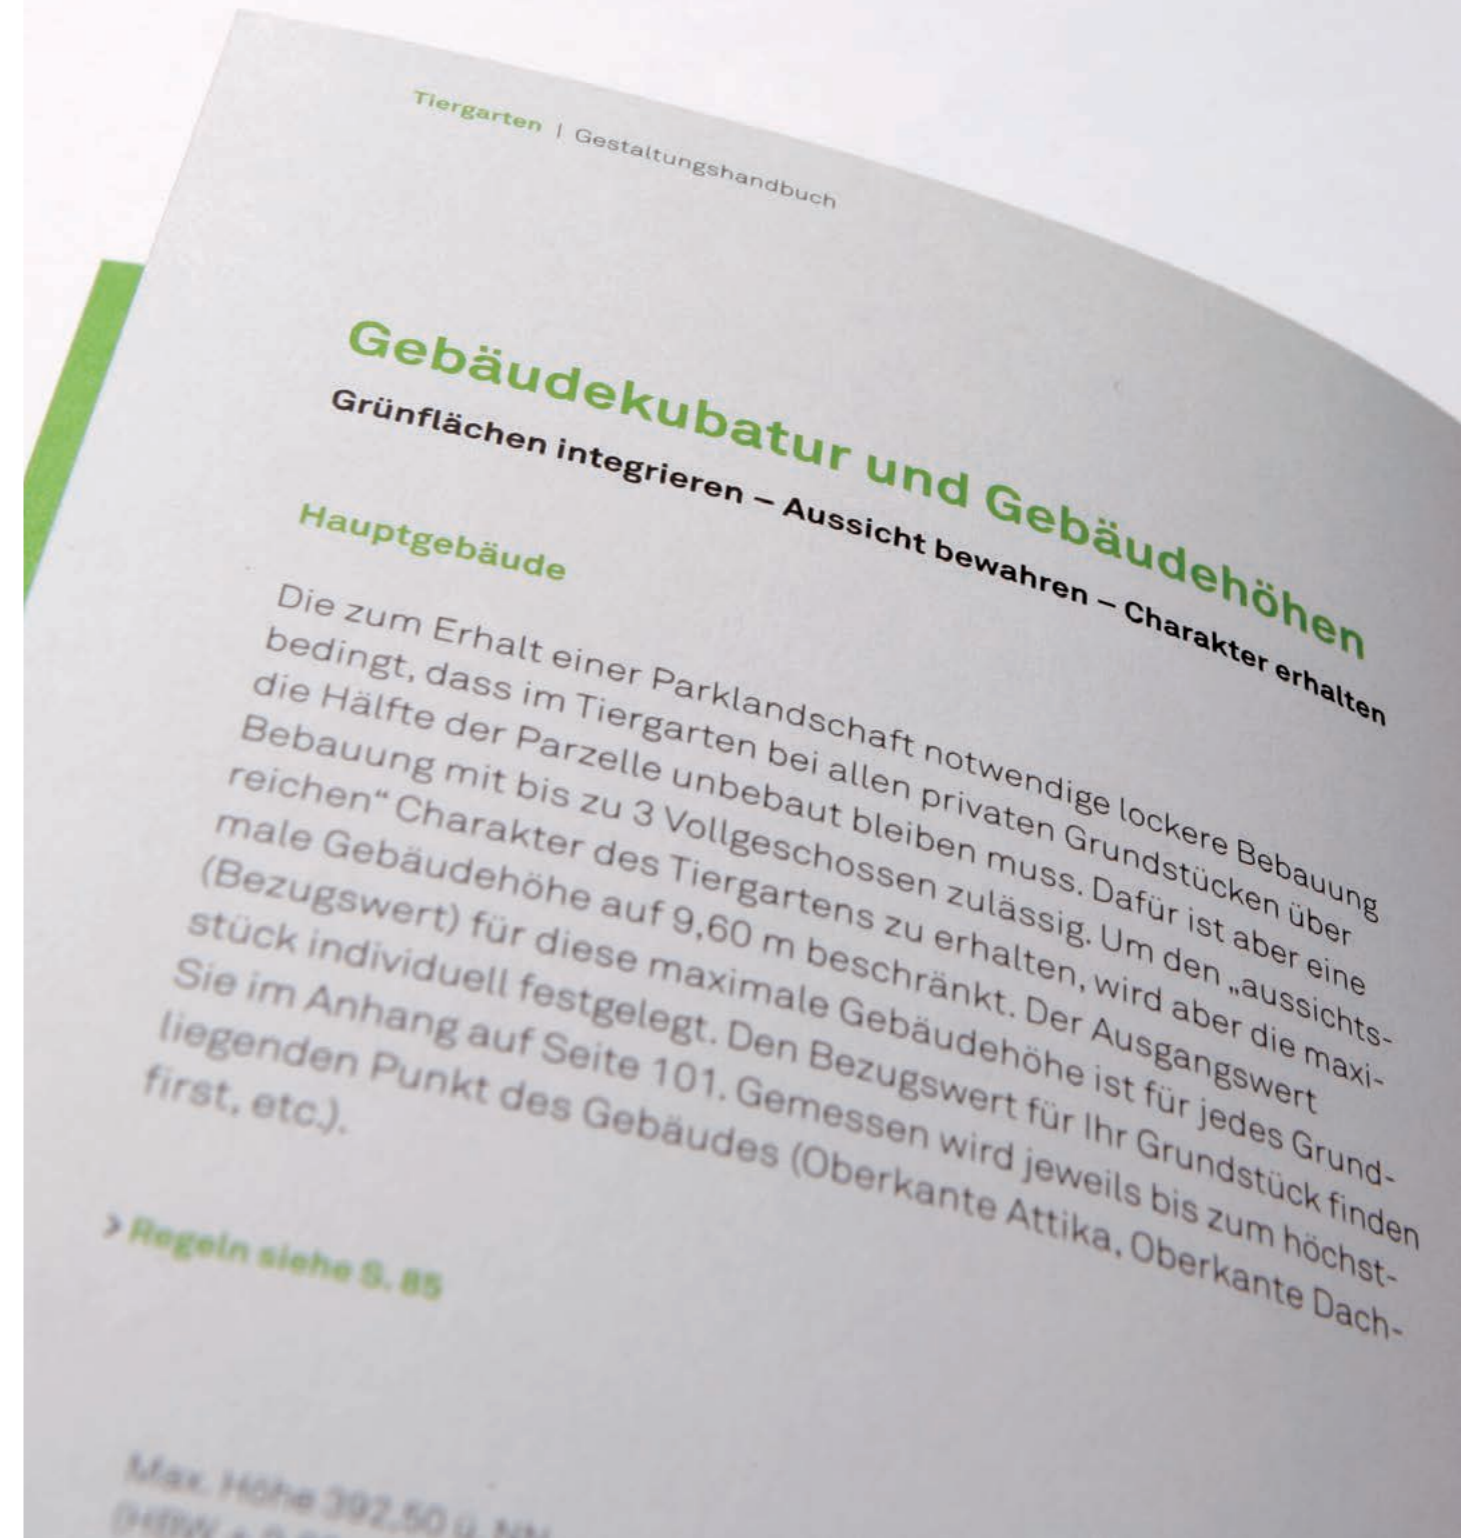 Tiergarten | Gestaltungshandbuch
Gebäudekubatur und Gebäudehöhen
Grünflächen integrieren – Aussicht bewahren – Charakter erhalten
Hauptgebäude
Die zum Erhalt einer Parklandschaft notwendige lockere Bebauung
bedingt, dass im Tiergarten bei allen privaten Grundstücken über
die Hälfte der Parzelle unbebaut bleiben muss. Dafür ist aber eine
Bebauung mit bis zu 3 Vollgeschossen zulässig. Um den „aussichts-
reichen“ Charakter des Tiergartens zu erhalten, wird aber die maxi-
male Gebäudehöhe auf 9,60 m beschränkt. Der Ausgangswert
(Bezugswert) für diese maximale Gebäudehöhe ist für jedes Grund-
stück individuell festgelegt. Den Bezugswert für Ihr Grundstück finden
Sie im Anhang auf Seite 101. Gemessen wird jeweils bis zum höchst-
liegenden Punkt des Gebäudes (Oberkante Attika, Oberkante Dach-
first, etc.).
> Regeln siehe S. 85
Max. Höhe 392,50 ü. NN